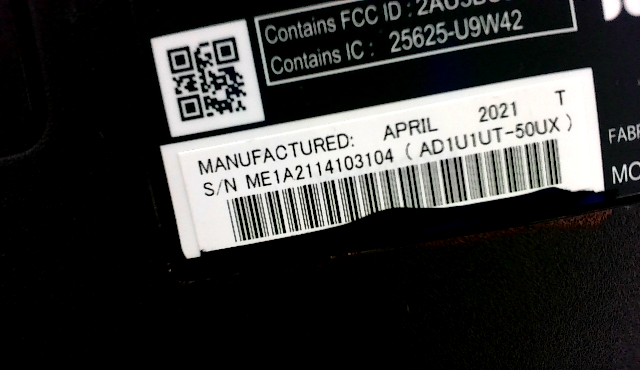 Contains FCC ID :
Contains IC : 25625-U9W42
MANUFACTURED: APRIL 2021 T
S/N ME1A2114103104 ( AD1U1UT-50UX )